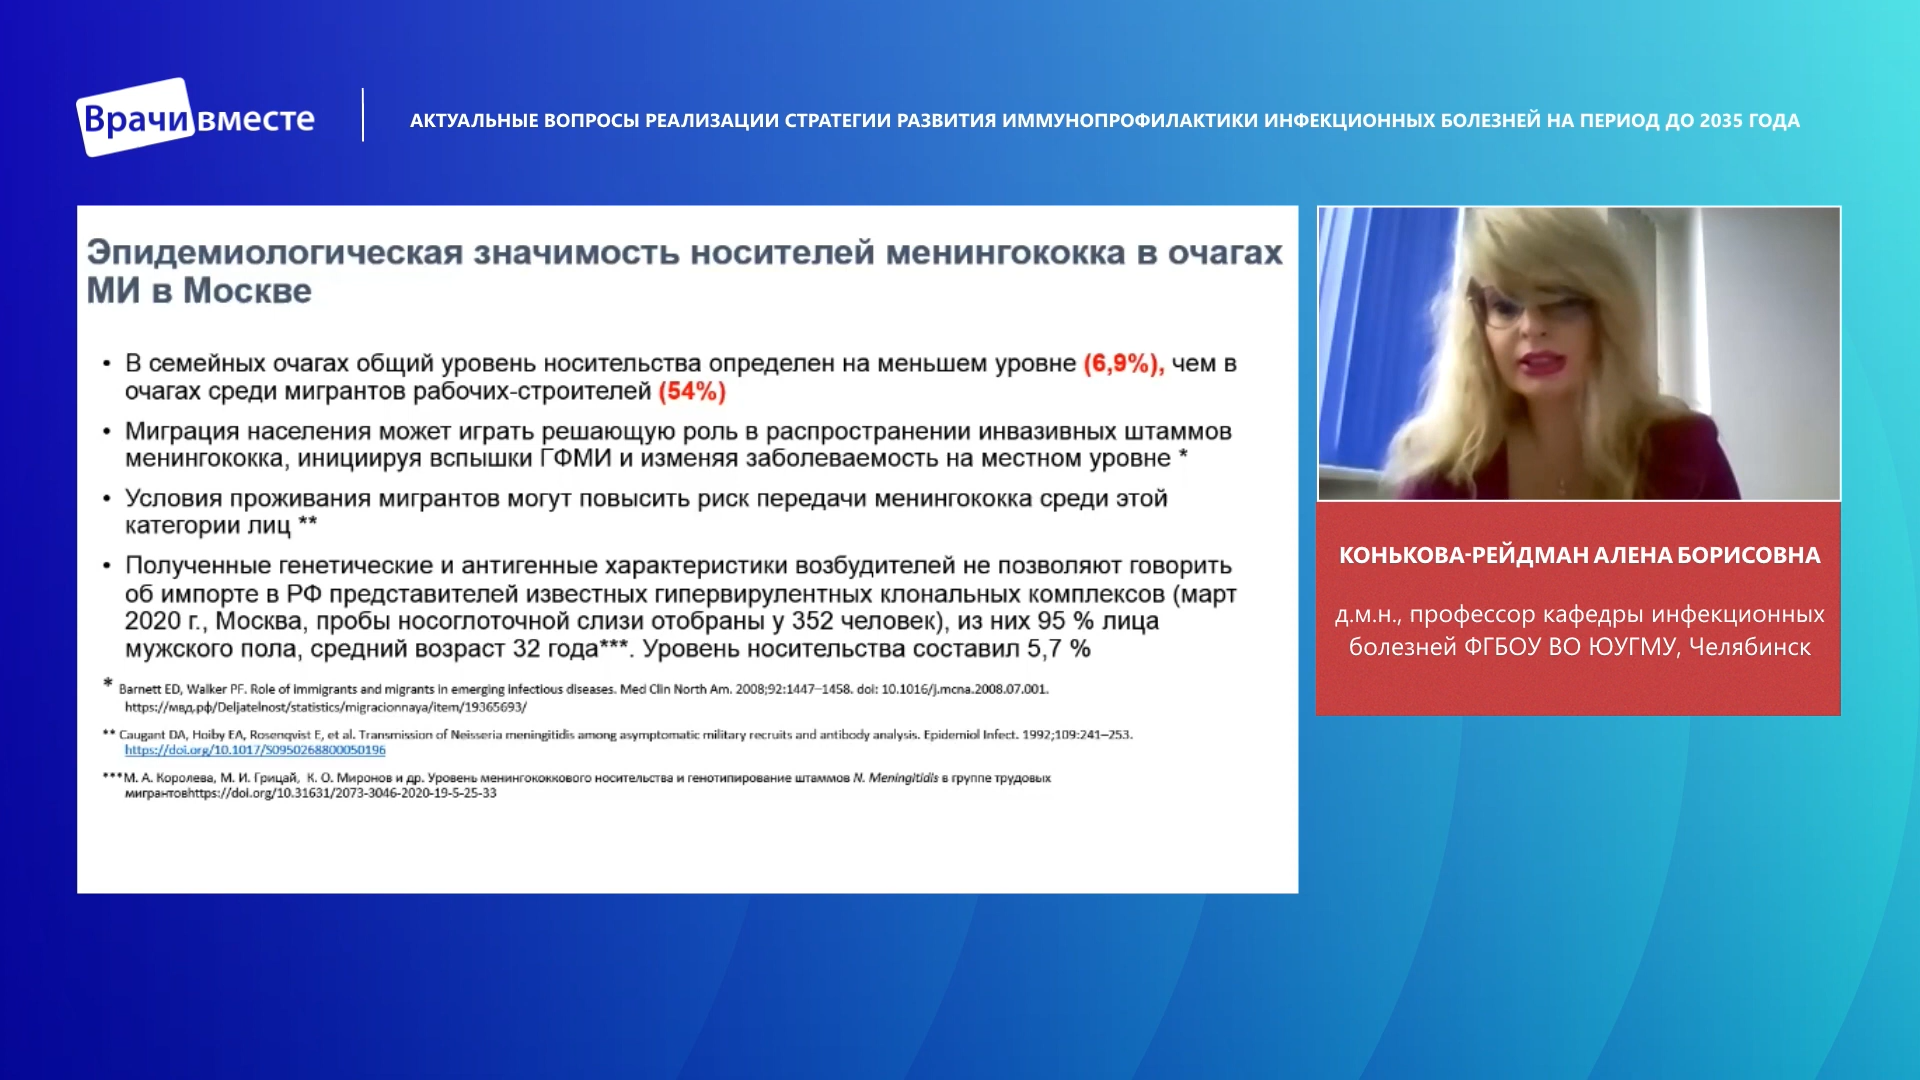 Врачи вместе
АКТУАЛЬНЫЕ ВОПРОСЫ РЕАЛИЗАЦИИ СТРАТЕГИИ РАЗВИТИЯ ИММУНОПРОФИЛАКТИКИ ИНФЕКЦИОННЫХ БОЛЕЗНЕЙ НА ПЕРИОД ДО 2035 ГОДА
Эпидемиологическая значимость носителей менингококка в очагах
МИ в Москве
• В семейных очагах общий уровень носительства определен на меньшем уровне (6,9%), чем в
очагах среди мигрантов рабочих-строителей (54%)
• Миграция населения может играть решающую роль в распространении инвазивных штаммов
менингококка, инициируя вспышки ГФМИ и изменяя заболеваемость на местном уровне *
• Условия проживания мигрантов могут повысить риск передачи менингококка среди этой
категории лиц **
• Полученные генетические и антигенные характеристики возбудителей не позволяют говорить
об импорте в РФ представителей известных гипервирулентных клональных комплексов (март
2020 г., Москва, пробы носоглоточной слизи отобраны у 352 человек), из них 95 % лица
мужского пола, средний возраст 32 года***. Уровень носительства составил 5,7 %
* Barnett ED, Walker PF. Role of immigrants and migrants in emerging infectious diseases. Med Clin North Am. 2008;92:1447–1458. doi: 10.1016/j.mcna.2008.07.001.
https://мвд.рф/Deljatelnost/statistics/migracionnaya/item/19365693/
** Caugant DA, Hoiby EA, Rosenqvist E, et al. Transmission of Neisseria meningitidis among asymptomatic military recruits and antibody analysis. Epidemiol Infect. 1992;109:241–253.
https://doi.org/10.1017/S0950268800050196
***М. А. Королева, М. И. Грицай, К. О. Миронов и др. Уровень менингококкового носительства и генотипирование штаммов N. Meningitidis в группе трудовых
мигрантовhttps://doi.org/10.31631/2073-3046-2020-19-5-25-33
КОНЬКОВА-РЕЙДМАН АЛЕНА БОРИСОВНА
д.м.н., профессор кафедры инфекционных
болезней ФГБОУ ВО ЮУГМУ, Челябинск